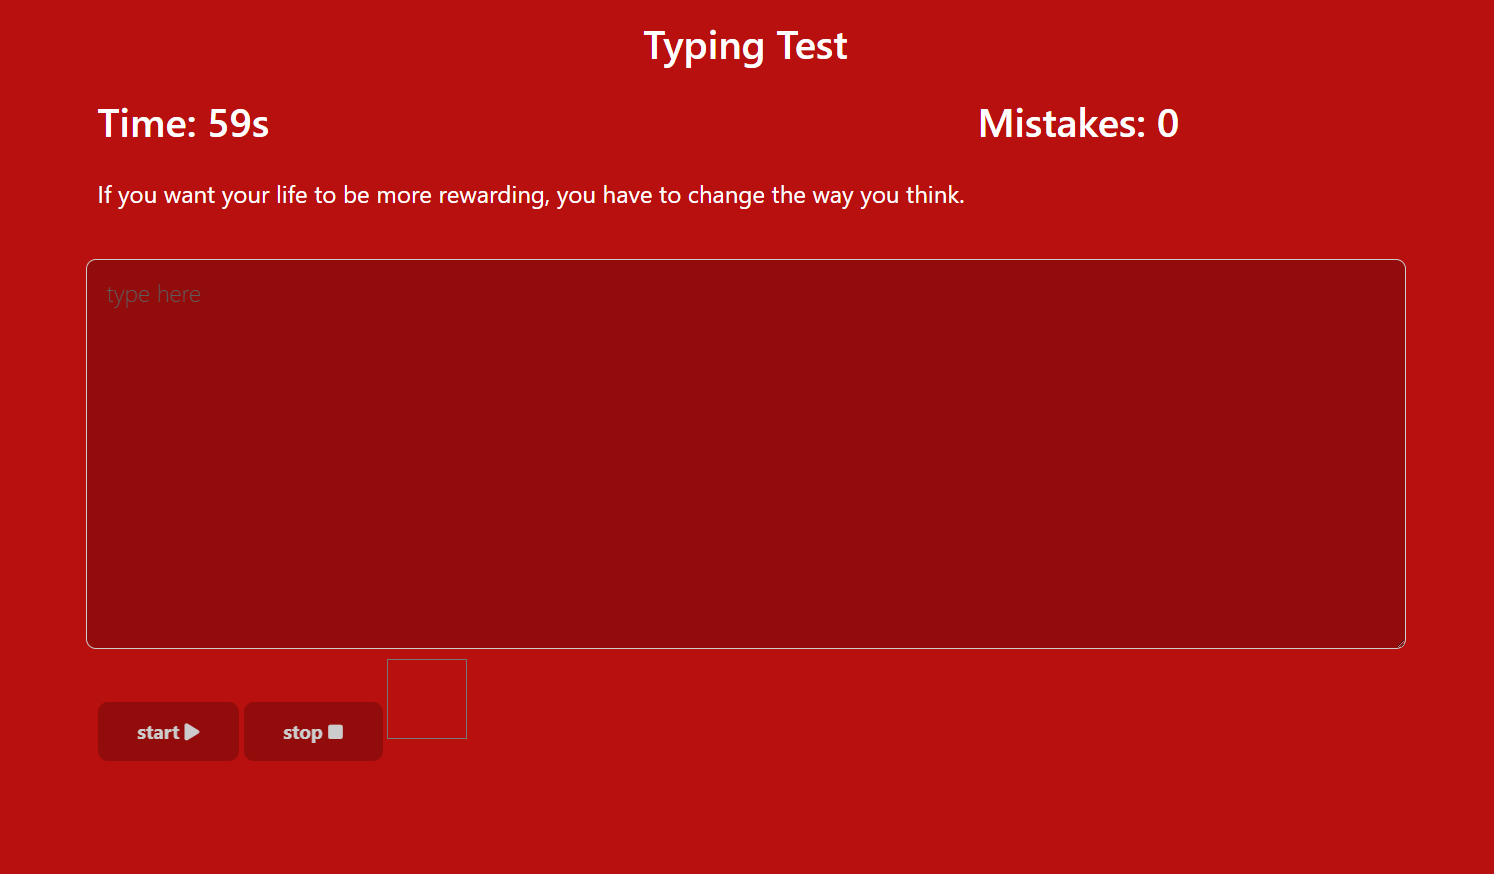 Typing Test
Time: 59s
Mistakes: 0
If you want your life to be more rewarding, you have to change the way you think.
type here
start
stop